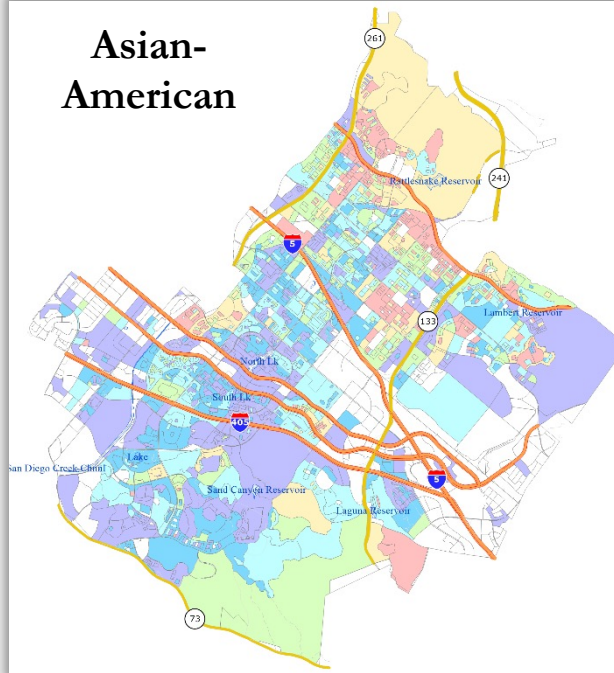 Asian-
American
261
Rattlesnake Reservoir
241
5
133
Lambert Reservoir
North Lk
South Lk
405
Lake
San Diego Creek Chnnl
Sand Canyon Reservoir
5
Laguna Reservoir
73